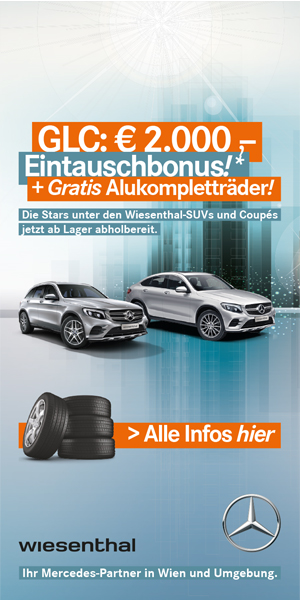 GLC: € 2.000,–
Eintauschbonus!*
+ Gratis Alukompletträder!
Die Stars unter den Wiesenthal-SUVs und Coupés
jetzt ab Lager abholbereit.
> Alle Infos hier
wiesenthal
Ihr Mercedes-Partner in Wien und Umgebung.